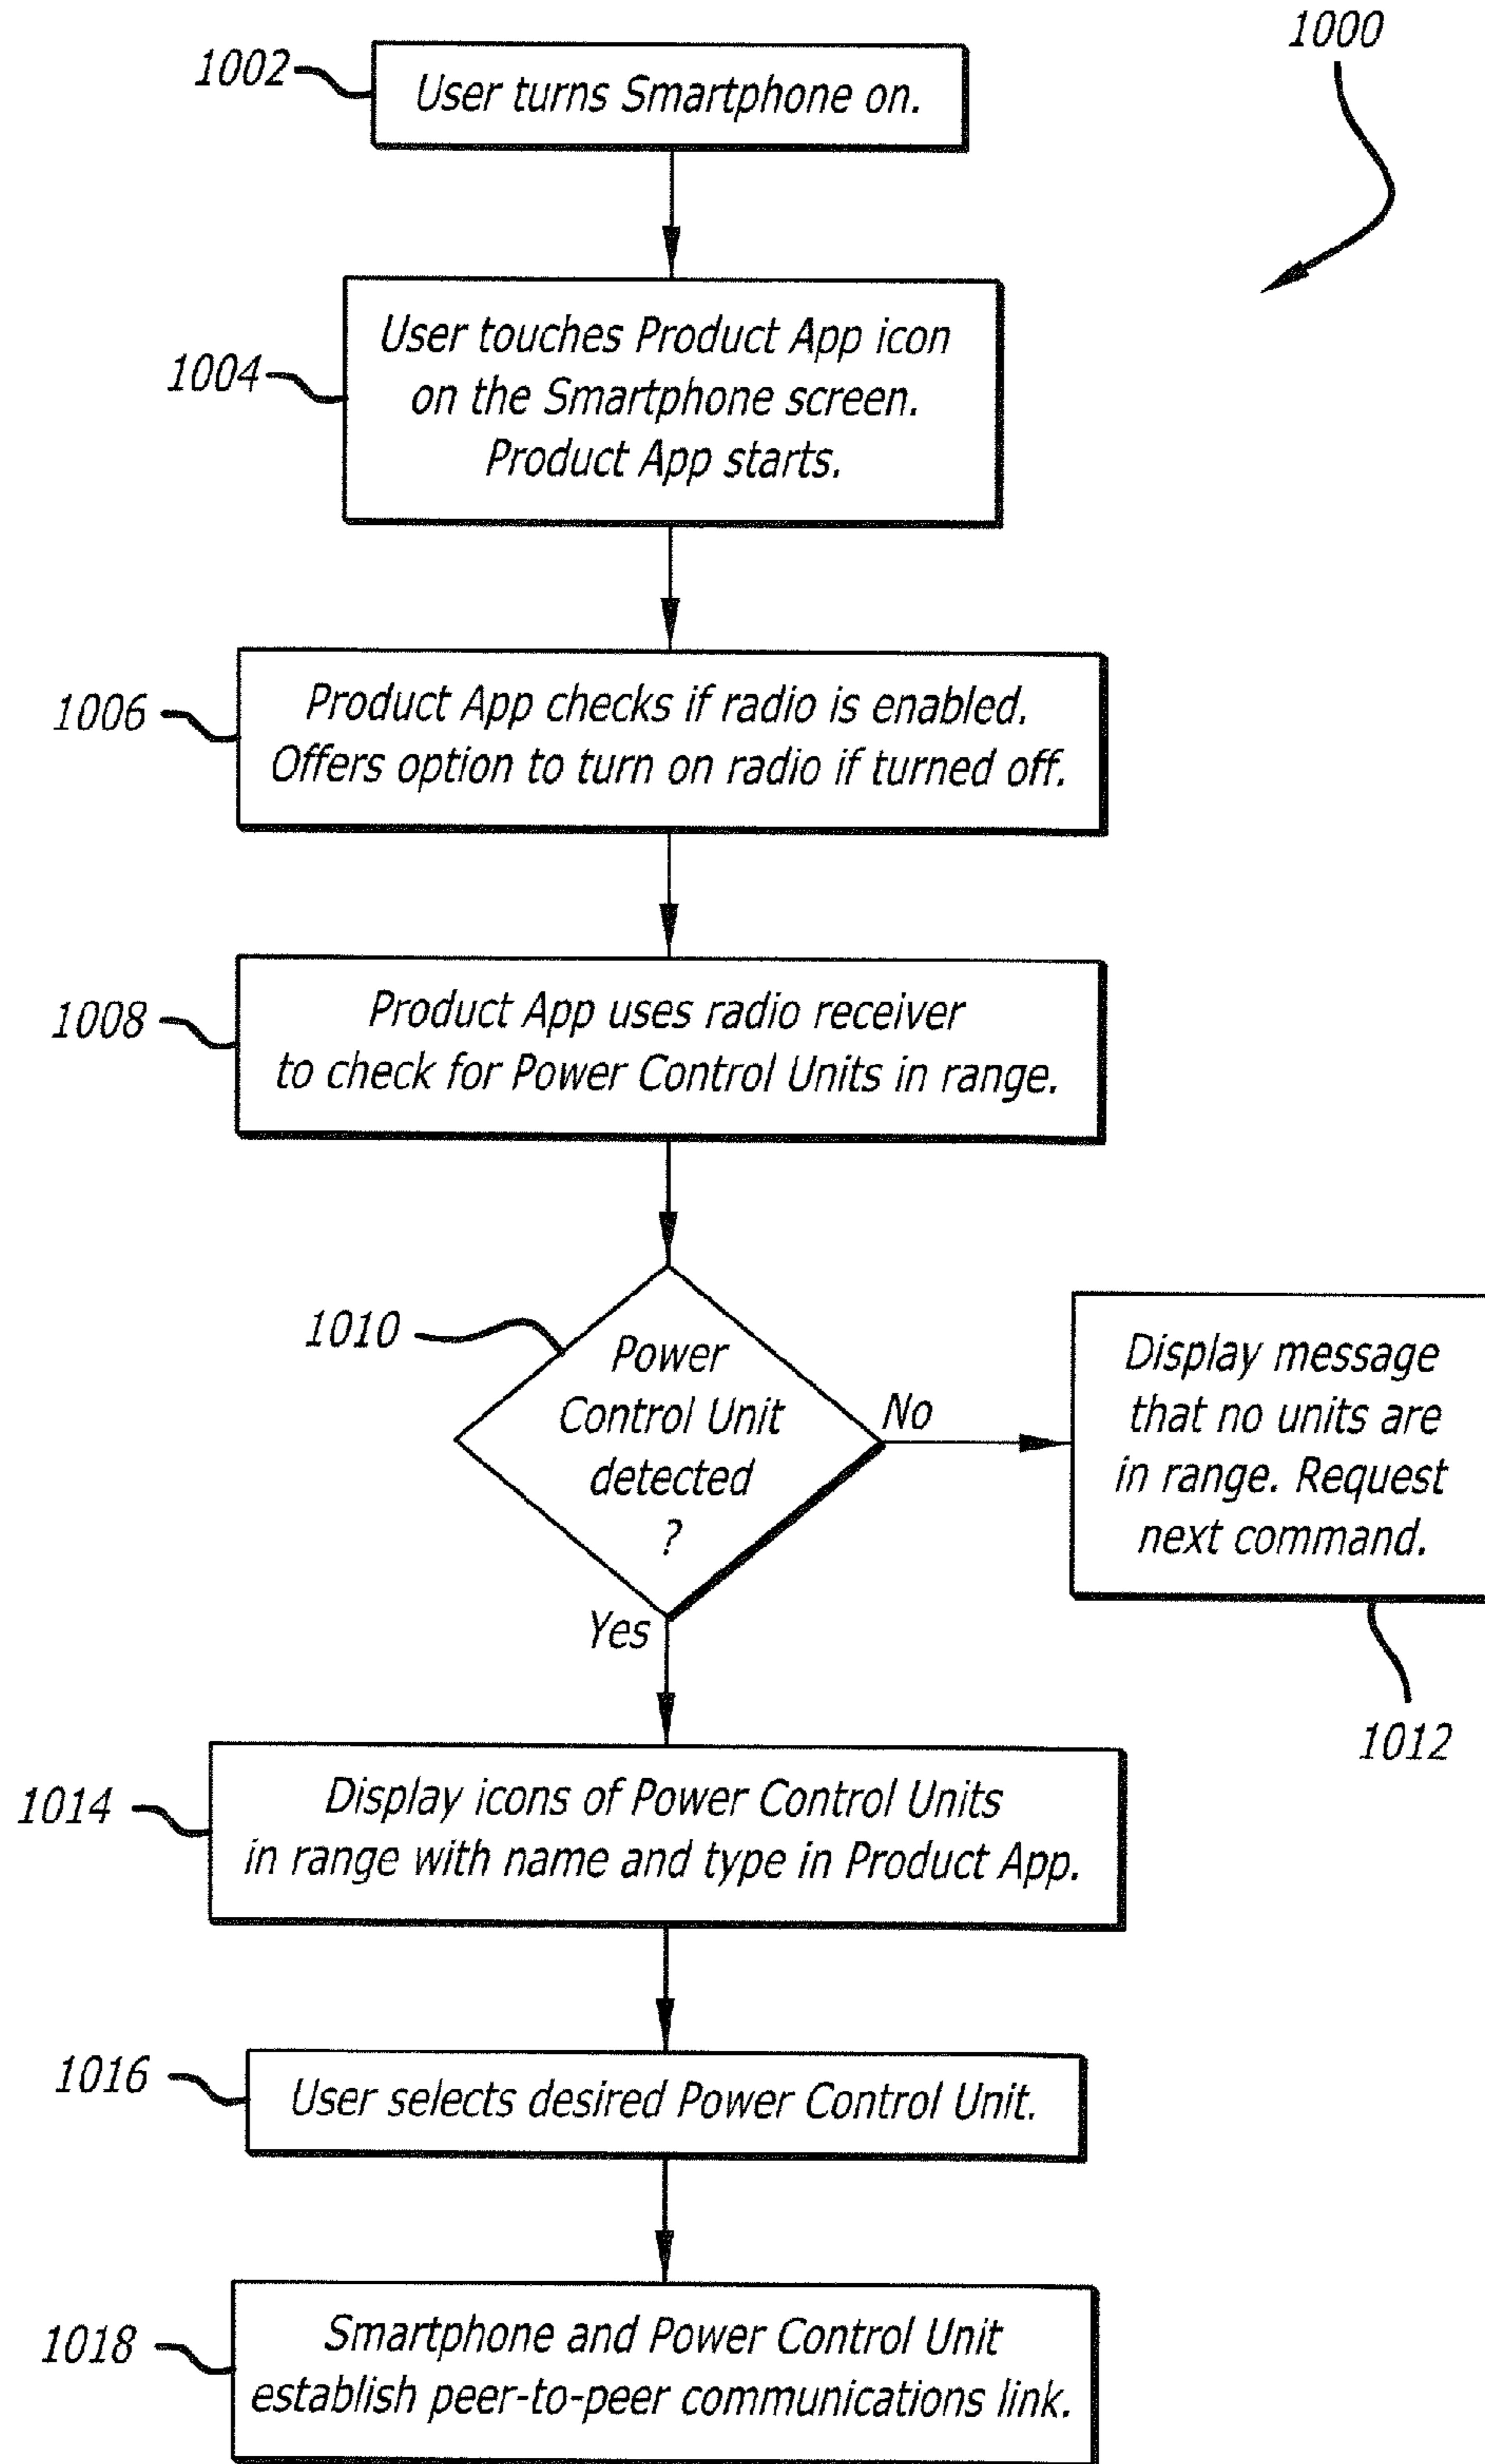 1000
1002
User turns Smartphone on.
1004
User touches Product App icon
on the Smartphone screen.
Product App starts.
1006
Product App checks if radio is enabled.
Offers option to turn on radio if turned off.
1008
Product App uses radio receiver
to check for Power Control Units in range.
1010
Power
Control Unit
detected
?
No
Display message
that no units are
in range. Request
next command.
1012
Yes
1014
Display icons of Power Control Units
in range with name and type in Product App.
1016
User selects desired Power Control Unit.
1018
Smartphone and Power Control Unit
establish peer-to-peer communications link.